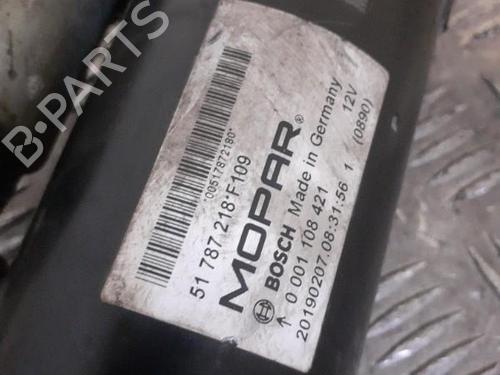 B-PARTS
*00517872180*
51 787 218*F109
MOPAR®
BOSCH Made in Germany 12V
0 001 108 421
20190207.08:31:56 1 (0890)